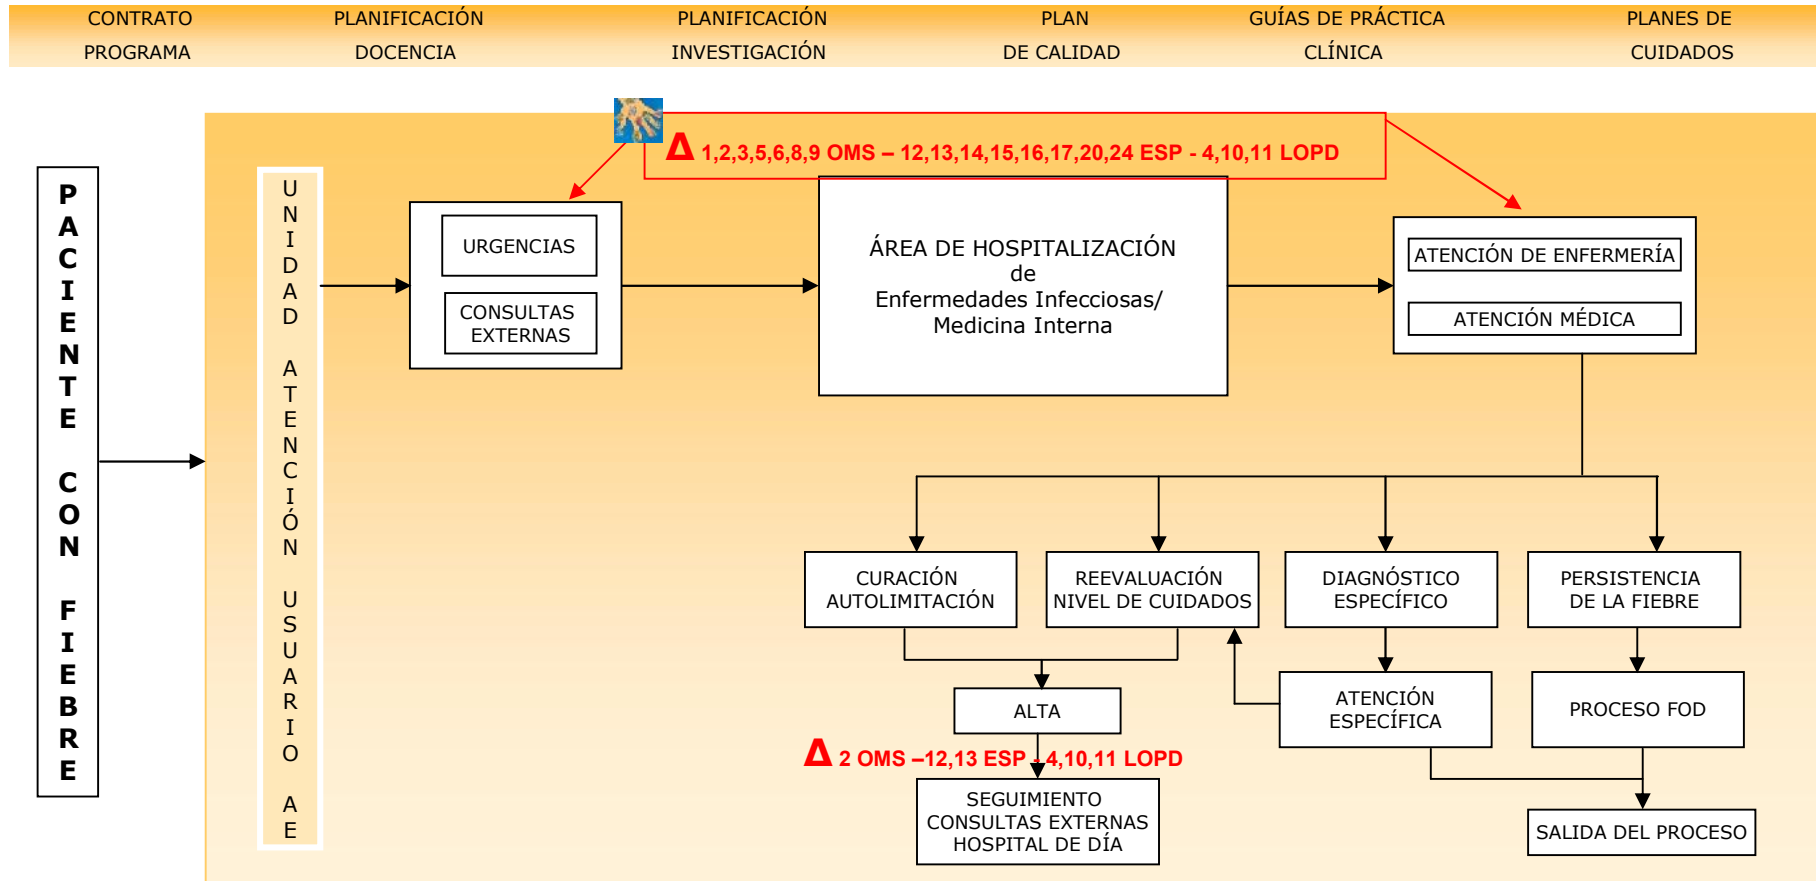 CONTRATO
PROGRAMA
PLANIFICACIÓN
DOCENCIA
PLANIFICACIÓN
INVESTIGACIÓN
PLAN
DE CALIDAD
GUÍAS DE PRÁCTICA
CLÍNICA
PLANES DE
CUIDADOS
PACIENTE CON FIEBRE
UNIDAD ATENCIÓN USUARIO AE
Δ 1,2,3,5,6,8,9 OMS – 12,13,14,15,16,17,20,24 ESP - 4,10,11 LOPD
URGENCIAS
CONSULTAS
EXTERNAS
ÁREA DE HOSPITALIZACIÓN
de
Enfermedades Infecciosas/
Medicina Interna
ATENCIÓN DE ENFERMERÍA
ATENCIÓN MÉDICA
CURACIÓN
AUTOLIMITACIÓN
REEVALUACIÓN
NIVEL DE CUIDADOS
DIAGNÓSTICO
ESPECÍFICO
PERSISTENCIA
DE LA FIEBRE
ALTA
ATENCIÓN
ESPECÍFICA
PROCESO FOD
Δ 2 OMS –12,13 ESP - 4,10,11 LOPD
SEGUIMIENTO
CONSULTAS EXTERNAS
HOSPITAL DE DÍA
SALIDA DEL PROCESO